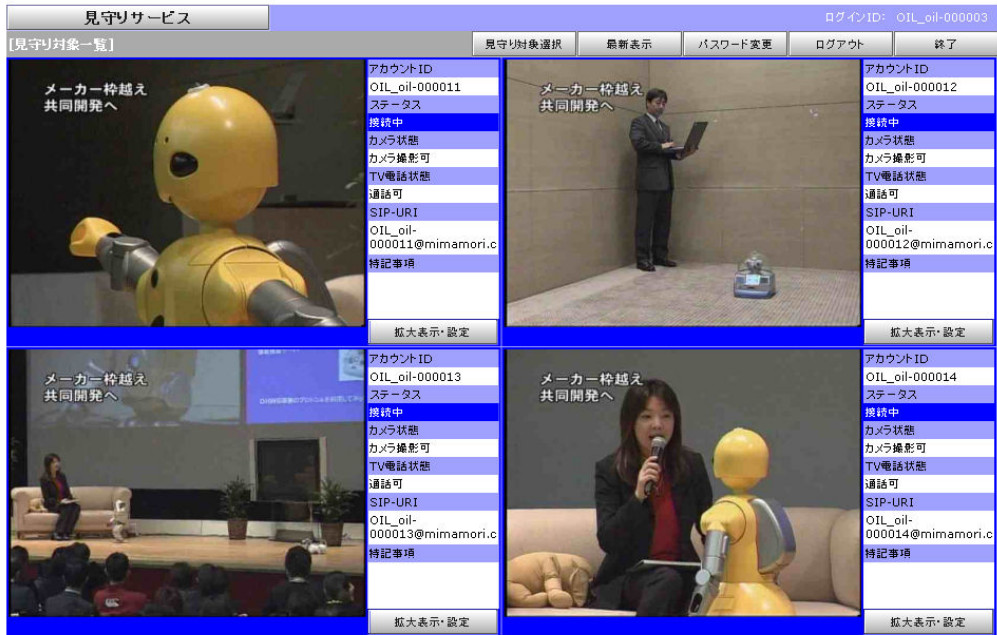 見守りサービス
ログインID: OIL_oil-000003
[見守り対象一覧]
見守り対象選択
最新表示
パスワード変更
ログアウト
終了
メーカー枠越え
共同開発へ
アカウントID
OIL_oil-000011
ステータス
接続中
カメラ状態
カメラ撮影可
TV電話状態
通話可
SIP-URI
OIL_oil-
000011@mimamori.c
特記事項
拡大表示・設定
メーカー枠越え
共同開発へ
アカウントID
OIL_oil-000012
ステータス
接続中
カメラ状態
カメラ撮影可
TV電話状態
通話可
SIP-URI
OIL_oil-
000012@mimamori.c
特記事項
拡大表示・設定
メーカー枠越え
共同開発へ
アカウントID
OIL_oil-000013
ステータス
接続中
カメラ状態
カメラ撮影可
TV電話状態
通話可
SIP-URI
OIL_oil-
000013@mimamori.c
特記事項
拡大表示・設定
メーカー枠越え
共同開発へ
アカウントID
OIL_oil-000014
ステータス
接続中
カメラ状態
カメラ撮影可
TV電話状態
通話可
SIP-URI
OIL_oil-
000014@mimamori.c
特記事項
拡大表示・設定